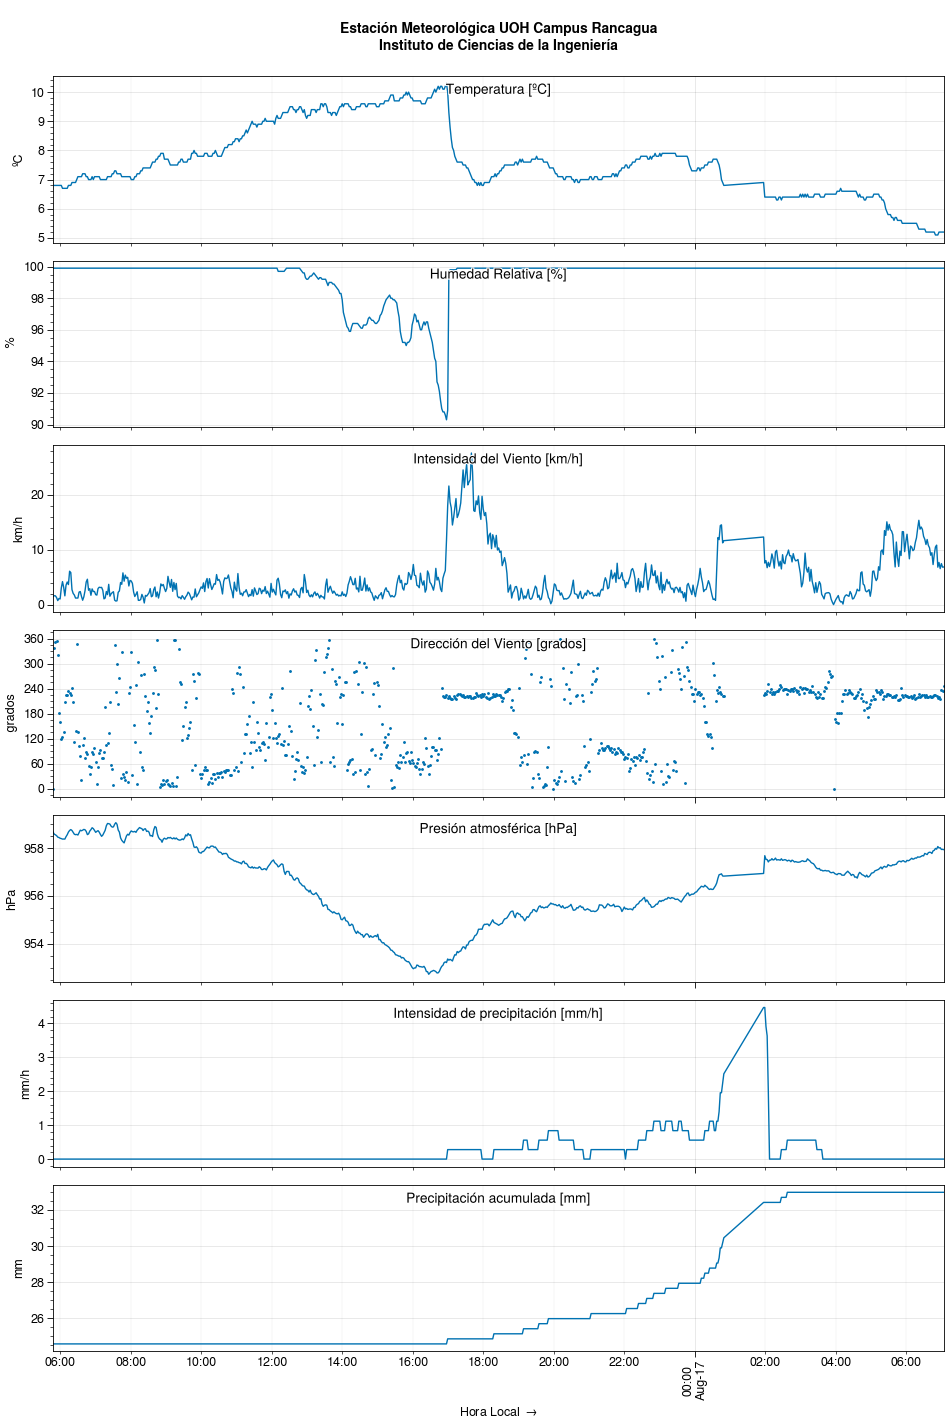 Estación Meteorológica UOH Campus Rancagua
Instituto de Ciencias de la Ingeniería
Temperatura [ºC]
ºC
10
9
8
7
6
5
Humedad Relativa [%]
%
100
98
96
94
92
90
Intensidad del Viento [km/h]
km/h
20
10
0
Dirección del Viento [grados]
grados
360
300
240
180
120
60
0
Presión atmosférica [hPa]
hPa
958
956
954
Intensidad de precipitación [mm/h]
mm/h
4
3
2
1
0
Precipitación acumulada [mm]
mm
32
30
28
26
06:00 08:00 10:00 12:00 14:00 16:00 18:00 20:00 22:00 00:00 02:00 04:00 06:00
Aug-17
Hora Local →